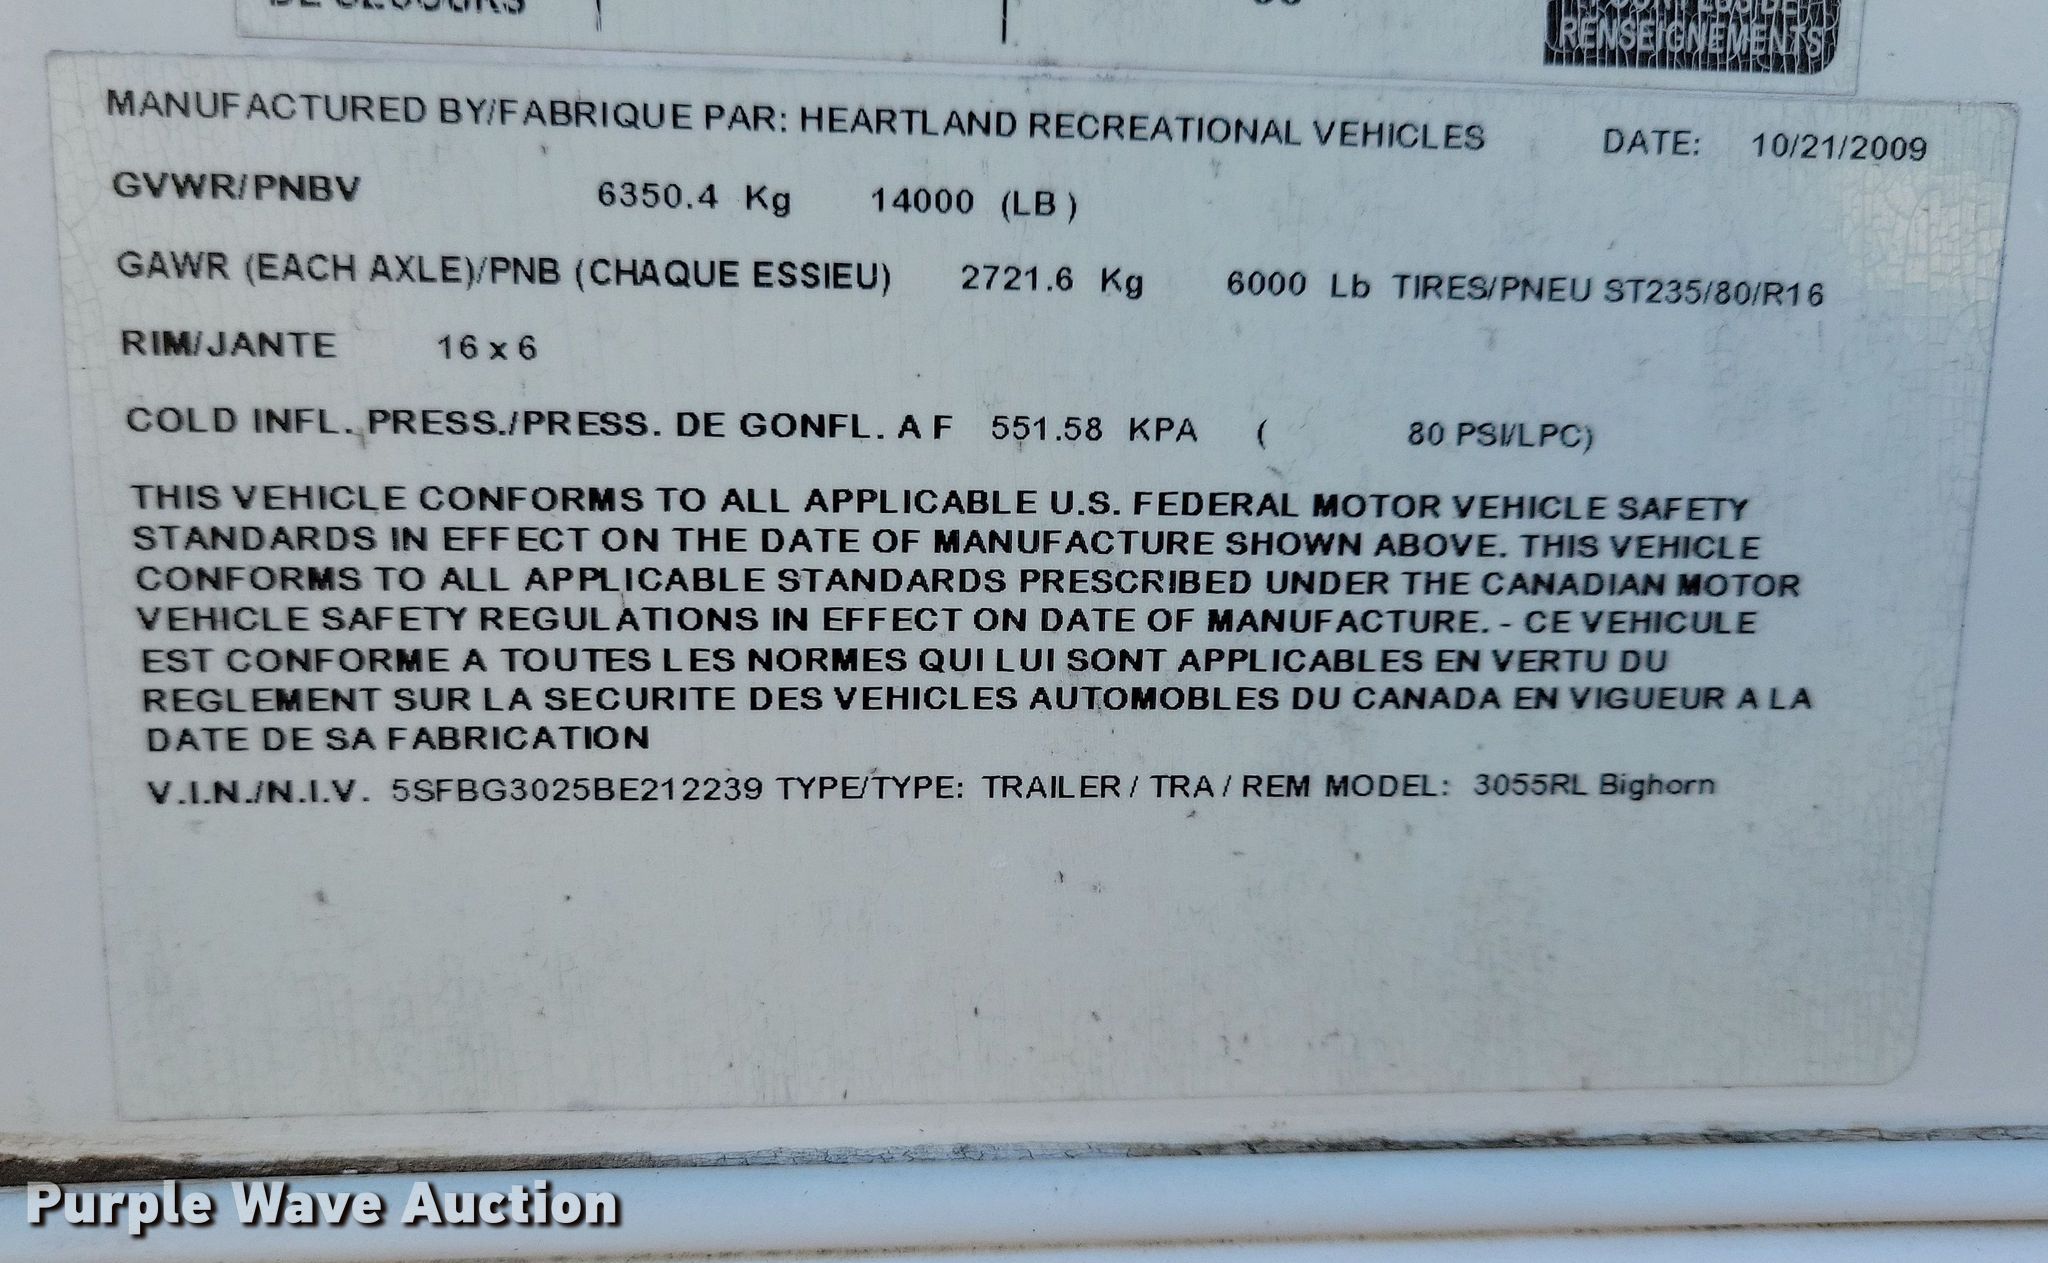 DE SECOURS
RENSEIGNEMENTS
MANUFACTURED BY/FABRIQUE PAR: HEARTLAND RECREATIONAL VEHICLES DATE: 10/21/2009
GVWR/PNBV 6350.4 Kg 14000 (LB )
GAWR (EACH AXLE)/PNB (CHAQUE ESSIEU) 2721.6 Kg 6000 Lb TIRES/PNEU ST235/80/R16
RIM/JANTE 16 x 6
COLD INFL. PRESS./PRESS. DE GONFL. A F 551.58 KPA ( 80 PSI/LPC)
THIS VEHICLE CONFORMS TO ALL APPLICABLE U.S. FEDERAL MOTOR VEHICLE SAFETY
STANDARDS IN EFFECT ON THE DATE OF MANUFACTURE SHOWN ABOVE. THIS VEHICLE
CONFORMS TO ALL APPLICABLE STANDARDS PRESCRIBED UNDER THE CANADIAN MOTOR
VEHICLE SAFETY REGULATIONS IN EFFECT ON DATE OF MANUFACTURE. - CE VEHICULE
EST CONFORME A TOUTES LES NORMES QUI LUI SONT APPLICABLES EN VERTU DU
REGLEMENT SUR LA SECURITE DES VEHICLES AUTOMOBLES DU CANADA EN VIGUEUR A LA
DATE DE SA FABRICATION
V.I.N./N.I.V. 5SFBG3025BE212239 TYPE/TYPE: TRAILER / TRA / REM MODEL: 3055RL Bighorn
Purple Wave Auction